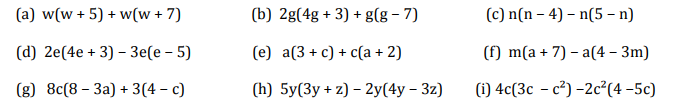 (a) w(w + 5) + w(w + 7) (b) 2g(4g + 3) + g(g – 7) (c) n(n – 4) – n(5 – n)
(d) 2e(4e + 3) – 3e(e – 5) (e) a(3 + c) + c(a + 2) (f) m(a + 7) – a(4 – 3m)
(g) 8c(8 – 3a) + 3(4 – c) (h) 5y(3y + z) – 2y(4y – 3z) (i) 4c(3c – c²) –2c²(4 –5c)